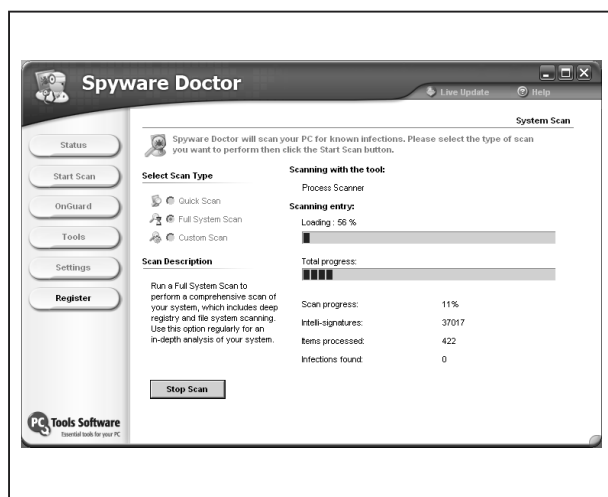 Spyware Doctor
Live Update
Help
System Scan
Spyware Doctor will scan your PC for known infections. Please select the type of scan
you want to perform then click the Start Scan button.
Status
Start Scan
OnGuard
Tools
Settings
Register
Select Scan Type
Quick Scan
Full System Scan
Custom Scan
Scan Description
Run a Full System Scan to
perform a comprehensive scan of
your system, which includes deep
registry and file system scanning.
Use this option regularly for an
in-depth analysis of your system.
Stop Scan
Scanning with the tool:
Process Scanner
Scanning entry:
Loading : 56 %
Total progress:
Scan progress: 11%
Intelli-signatures: 37017
Items processed: 422
Infections found: 0
PC Tools Software
Essential tools for your PC